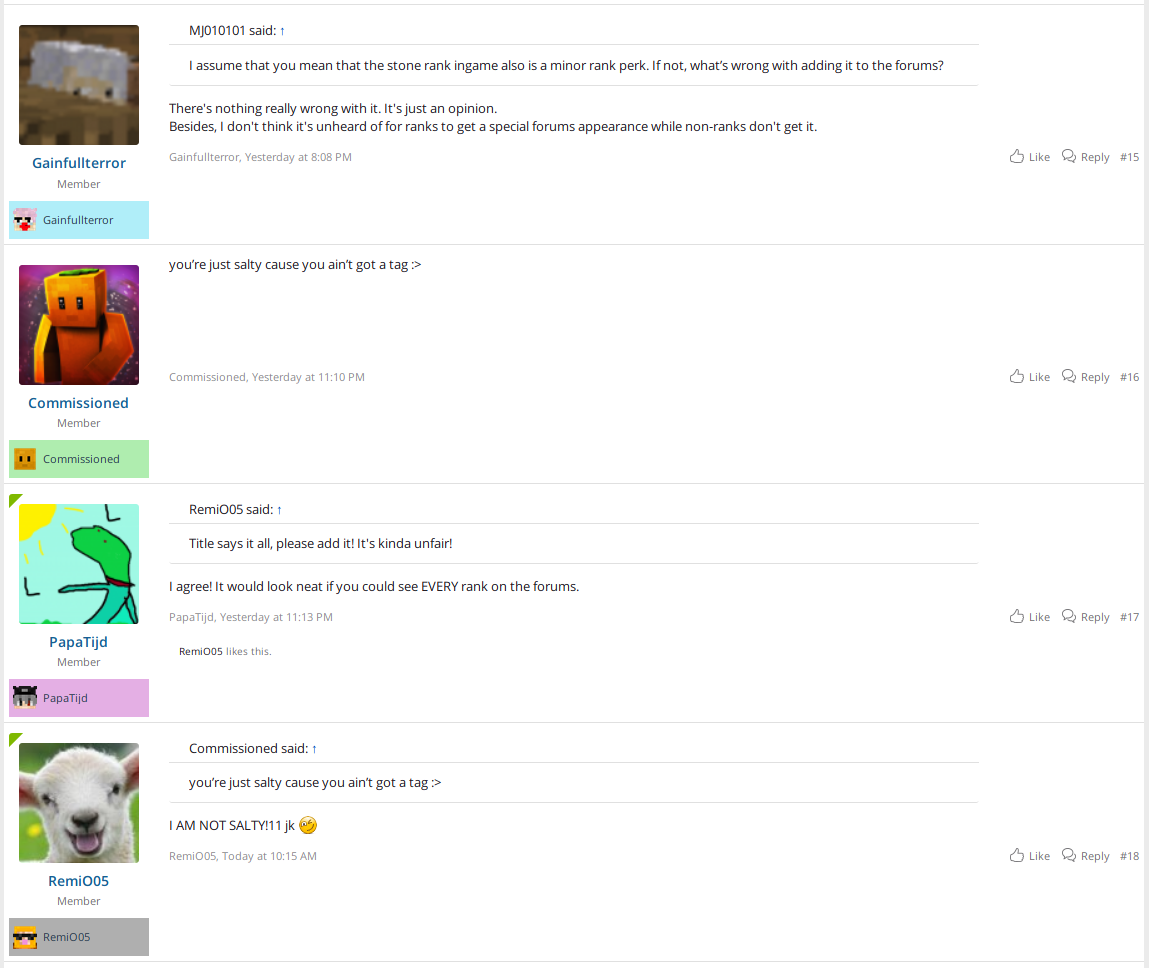 MJ010101 said: ↑
I assume that you mean that the stone rank ingame also is a minor rank perk. If not, what’s wrong with adding it to the forums?
There's nothing really wrong with it. It's just an opinion.
Besides, I don't think it's unheard of for ranks to get a special forums appearance while non-ranks don't get it.
Gainfullterror, Yesterday at 8:08 PM
Like Reply #15
Gainfullterror
Member
Gainfullterror
you’re just salty cause you ain’t got a tag :>
Commissioned, Yesterday at 11:10 PM
Like Reply #16
Commissioned
Member
Commissioned
RemiO05 said: ↑
Title says it all, please add it! It's kinda unfair!
I agree! It would look neat if you could see EVERY rank on the forums.
PapaTijd, Yesterday at 11:13 PM
Like Reply #17
RemiO05 likes this.
PapaTijd
Member
PapaTijd
Commissioned said: ↑
you’re just salty cause you ain’t got a tag :>
I AM NOT SALTY!11 jk
RemiO05, Today at 10:15 AM
Like Reply #18
RemiO05
Member
RemiO05